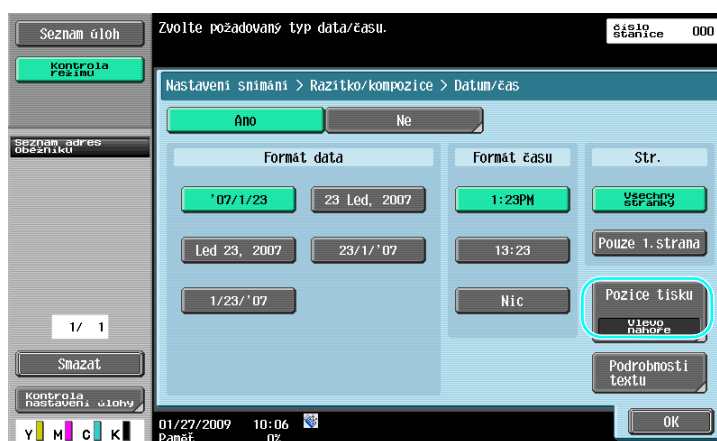 Seznam úloh
Zvolte požadovaný typ data/času.
číslo stanice 000
Kontrola režimu
Nastavení snímání > Razítko/kompozice > Datum/čas
Ano
Ne
Seznam adres oběžníku
Formát data
Formát času
Str.
'07/1/23
23 Led, 2007
1:23PM
Všechny stránky
Led 23, 2007
23/1/'07
13:23
Pouze 1.strana
1/23/'07
Nic
Pozice tisku
Vlevo nahoře
1/ 1
Smazat
Podrobnosti textu
Kontrola nastavení úlohy
OK
01/27/2009 10:06
Y M C K
Paměť 0%